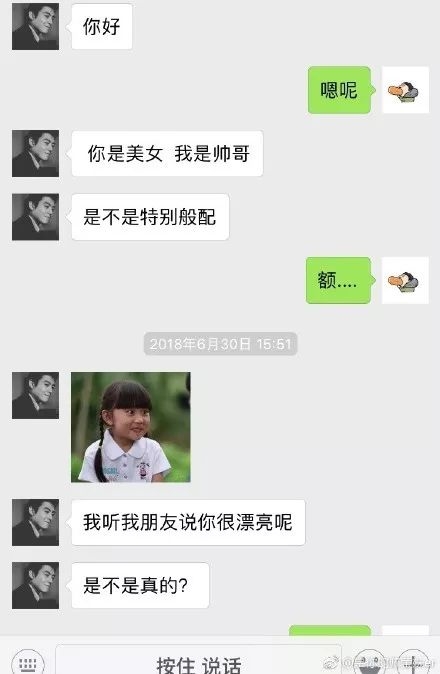 你好
嗯呢
你是美女 我是帅哥
是不是特别般配
额....
2018年6月30日 15:51
我听我朋友说你很漂亮呢
是不是真的?
按住 说话